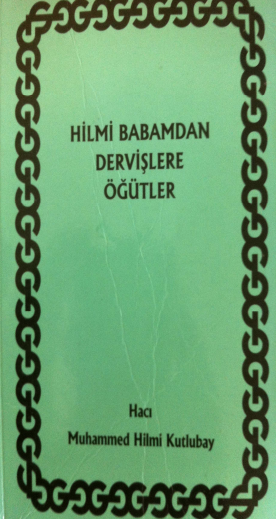 HİLMİ BABAMDAN
DERVİŞLERE
ÖĞÜTLER
Hacı
Muhammed Hilmi Kutlubay